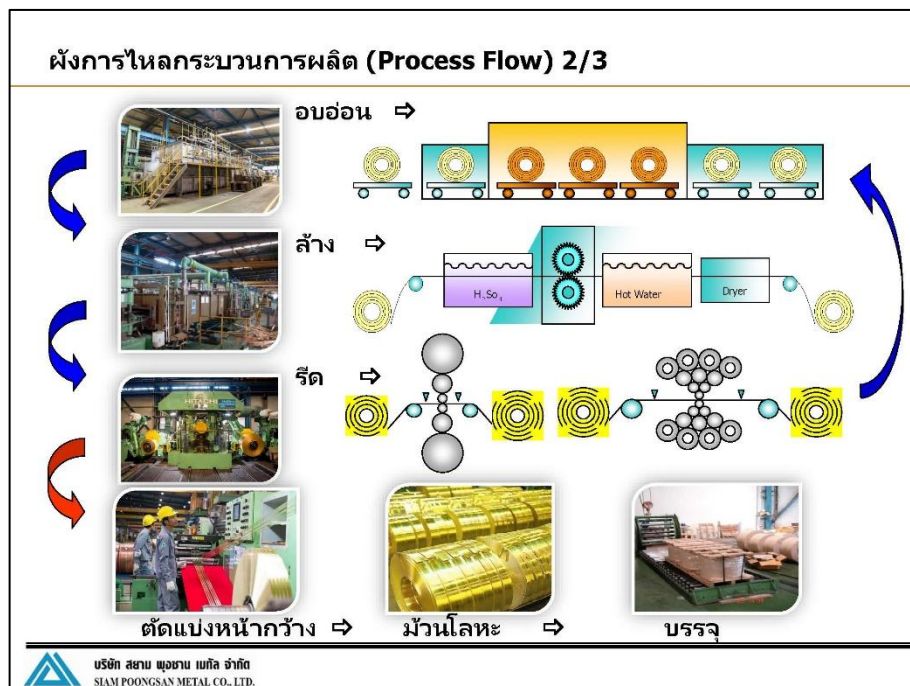 ผังการไหลกระบวนการผลิต (Process Flow) 2/3
อบอ่อน ⇨
ล้าง ⇨
H₂So₄
Hot Water
Dryer
รีด ⇨
HITACHI
ตัดแบ่งหน้ากว้าง ⇨ ม้วนโลหะ ⇨ บรรจุ
บริษัท สยาม พุงซาน เมทัล จำกัด
SIAM POONGSAN METAL CO., LTD.